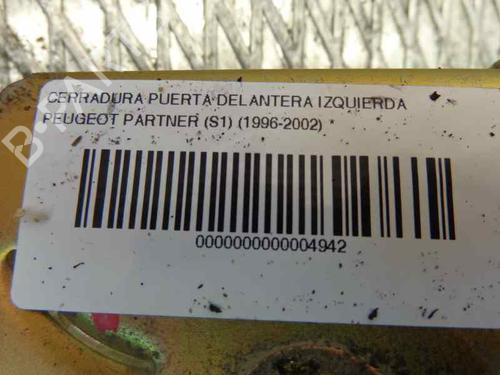 CERRADURA PUERTA DELANTERA IZQUIERDA
PEUGEOT PARTNER (S1) (1996-2002) *
0000000000004942